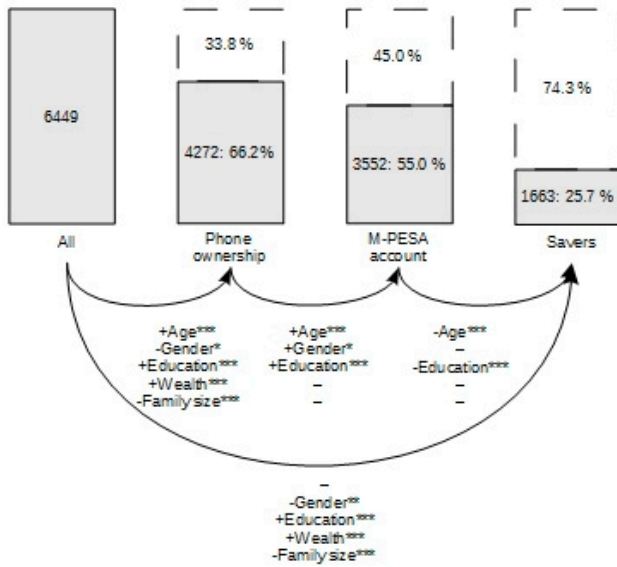 33.8 %
45.0 %
74.3 %
6449
4272: 66.2%
3552: 55.0 %
1663: 25.7 %
All
Phone
ownership
M-PESA
account
Savers
+Age***
-Gender*
+Education***
+Wealth***
-Family size***
+Age***
+Gender*
+Education***
–
–
-Age***
–
-Education***
–
–
–
-Gender**
+Education***
+Wealth***
-Family size***